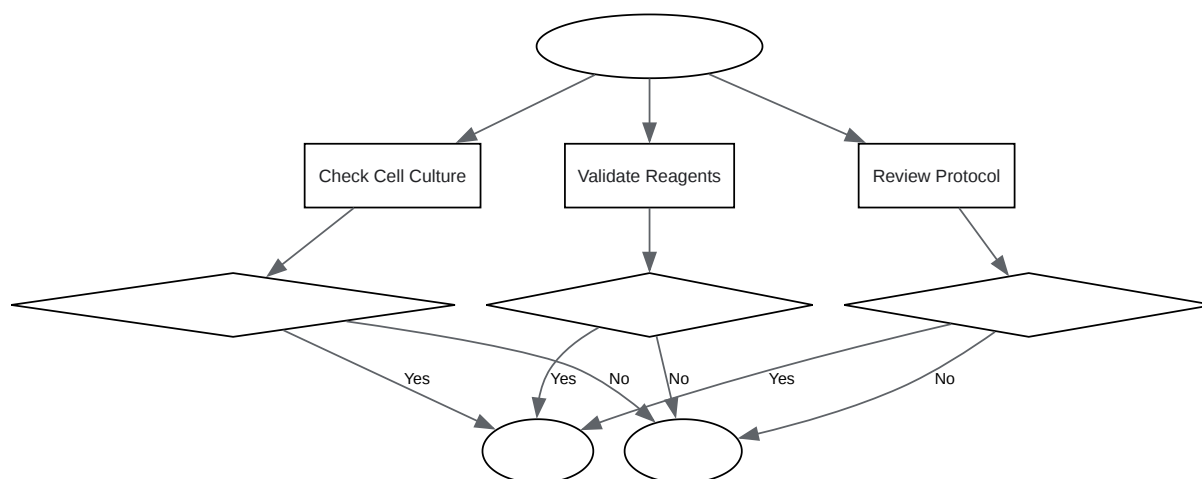 Check Cell Culture
Validate Reagents
Review Protocol
Yes
Yes
No
No
Yes
No